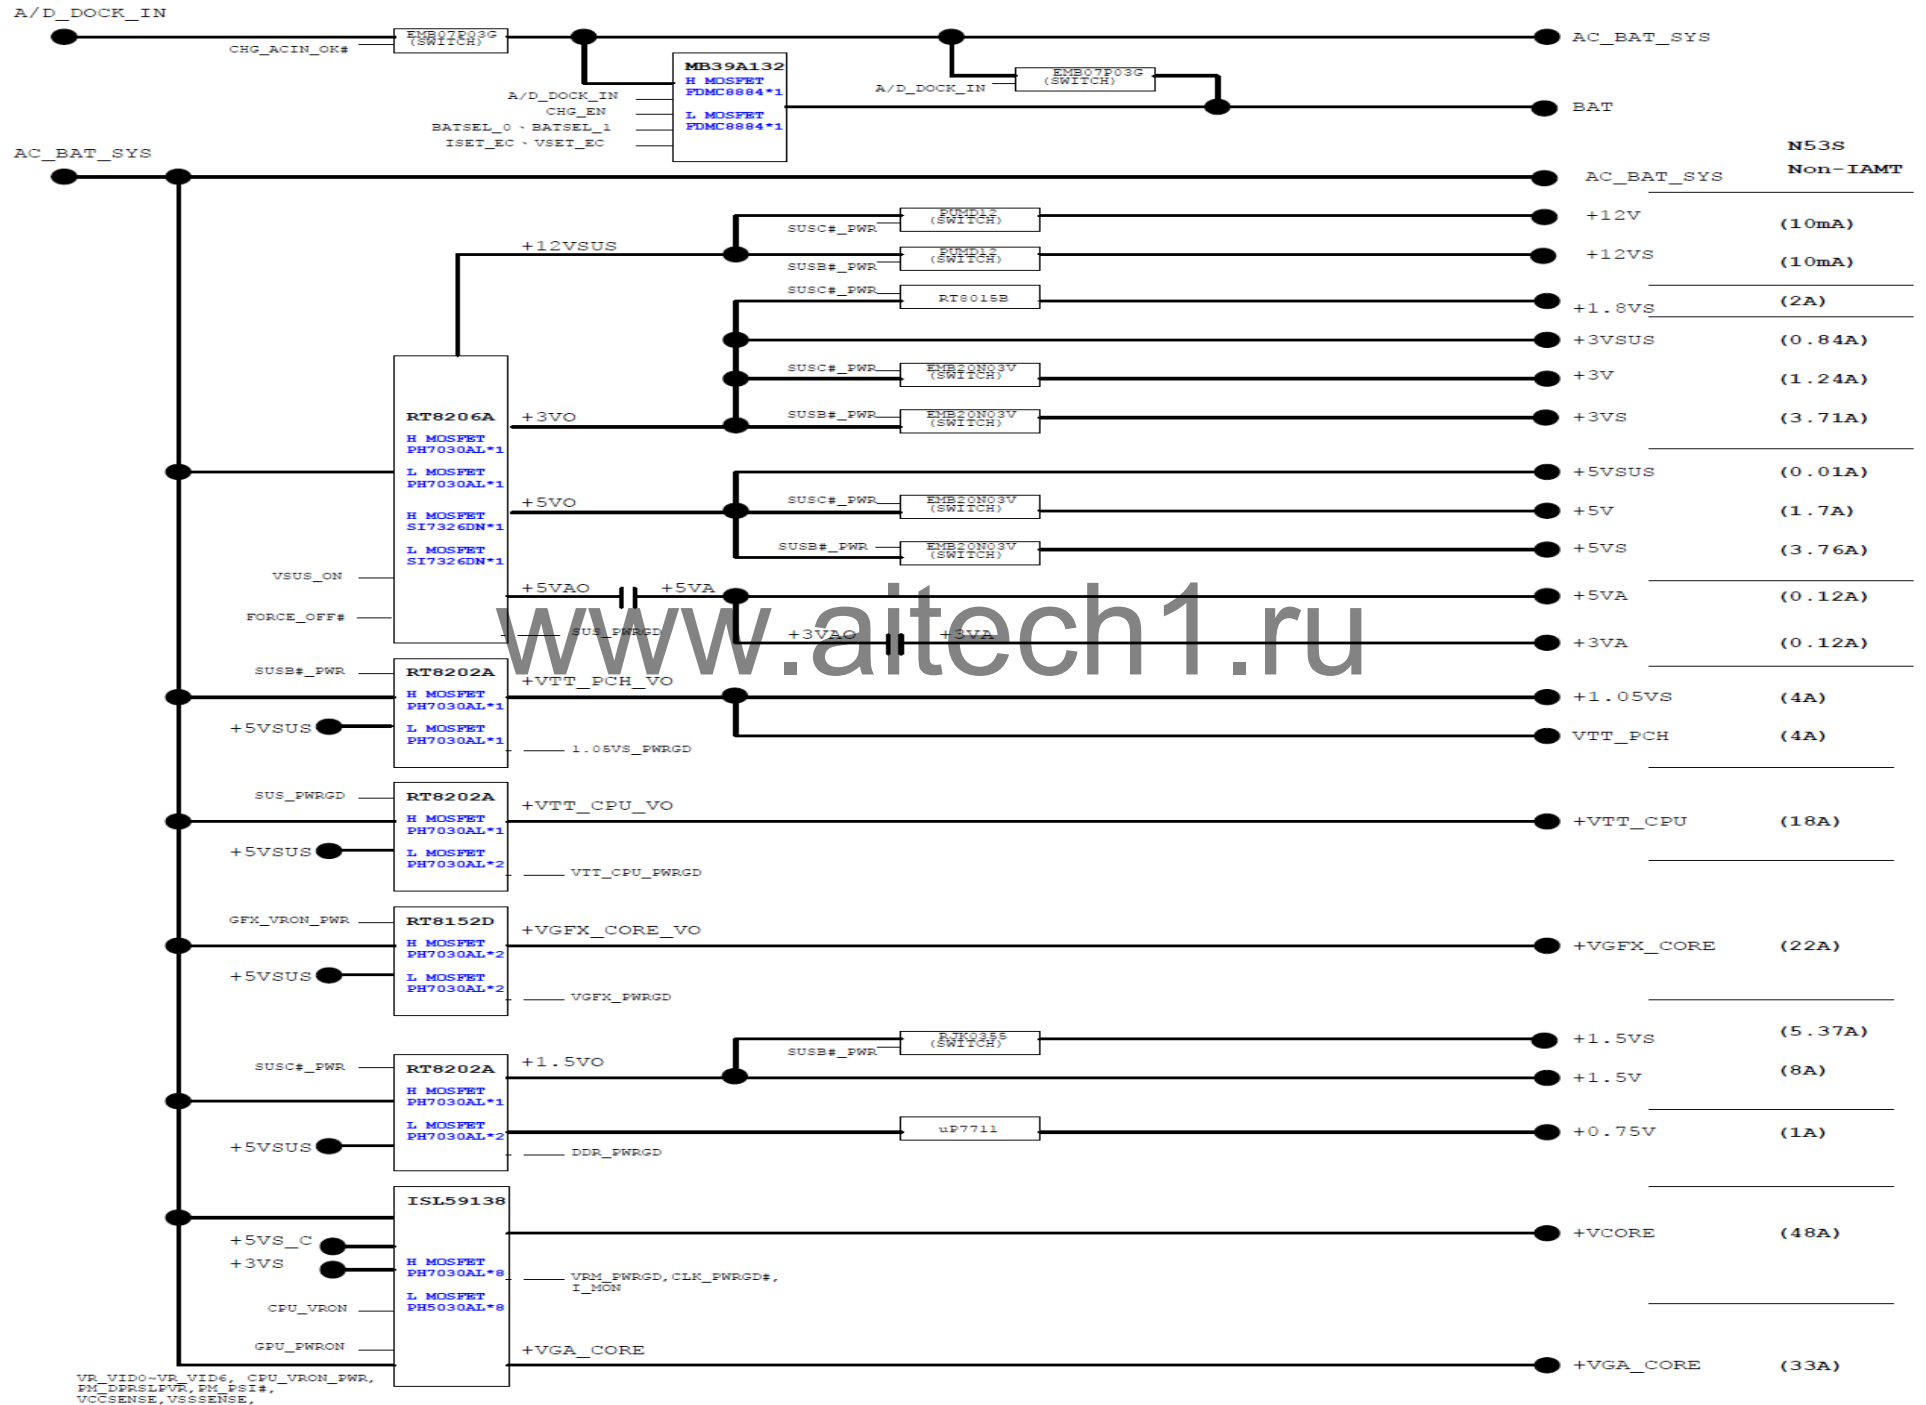 A/D_DOCK_IN
CHG_ACIN_OK#
EMB07P03G
(SWITCH)
AC_BAT_SYS
MB39A132
H MOSFET
FDMC8884*1
L MOSFET
FDMC8884*1
A/D_DOCK_IN
CHG_EN
BATSEL_0、BATSEL_1
ISET_EC、VSET_EC
A/D_DOCK_IN
EMB07P03G
(SWITCH)
BAT
N53S
Non-IAMT
AC_BAT_SYS
AC_BAT_SYS
+12VSUS
SUSC#_PWR
PUMD12
(SWITCH)
+12V
(10mA)
SUSB#_PWR
PUMD12
(SWITCH)
+12VS
(10mA)
SUSC#_PWR
RT8015B
+1.8VS
(2A)
+3VSUS
(0.84A)
SUSC#_PWR
EMB20N03V
(SWITCH)
+3V
(1.24A)
RT8206A
H MOSFET
PH7030AL*1
L MOSFET
PH7030AL*1
H MOSFET
SI7326DN*1
L MOSFET
SI7326DN*1
+3VO
SUSB#_PWR
EMB20N03V
(SWITCH)
+3VS
(3.71A)
+5VSUS
(0.01A)
+5VO
SUSC#_PWR
EMB20N03V
(SWITCH)
+5V
(1.7A)
SUSB#_PWR
EMB20N03V
(SWITCH)
+5VS
(3.76A)
VSUS_ON
FORCE_OFF#
+5VAO
+5VA
+5VA
(0.12A)
SUS_PWRGD
+3VAO
+3VA
+3VA
(0.12A)
www.aitech1.ru
SUSB#_PWR
+5VSUS
RT8202A
H MOSFET
PH7030AL*1
L MOSFET
PH7030AL*1
+VTT_PCH_VO
1.05VS_PWRGD
+1.05VS
(4A)
VTT_PCH
(4A)
SUS_PWRGD
+5VSUS
RT8202A
H MOSFET
PH7030AL*1
L MOSFET
PH7030AL*2
+VTT_CPU_VO
VTT_CPU_PWRGD
+VTT_CPU
(18A)
GFX_VRON_PWR
+5VSUS
RT8152D
H MOSFET
PH7030AL*2
L MOSFET
PH7030AL*2
+VGFX_CORE_VO
VGFX_PWRGD
+VGFX_CORE
(22A)
SUSC#_PWR
+5VSUS
RT8202A
H MOSFET
PH7030AL*1
L MOSFET
PH7030AL*2
+1.5VO
DDR_PWRGD
SUSB#_PWR
RJK0355
(SWITCH)
+1.5VS
(5.37A)
+1.5V
(8A)
uP7711
+0.75V
(1A)
ISL59138
H MOSFET
PH7030AL*8
L MOSFET
PH5030AL*8
+5VS_C
+3VS
CPU_VRON
GPU_PWRON
VRM_PWRGD,CLK_PWRGD#,
I_MON
+VCORE
(48A)
+VGA_CORE
+VGA_CORE
(33A)
VR_VID0~VR_VID6, CPU_VRON_PWR,
PM_DPRSLPVR,PM_PSI#,
VCCSENSE,VSSSENSE,